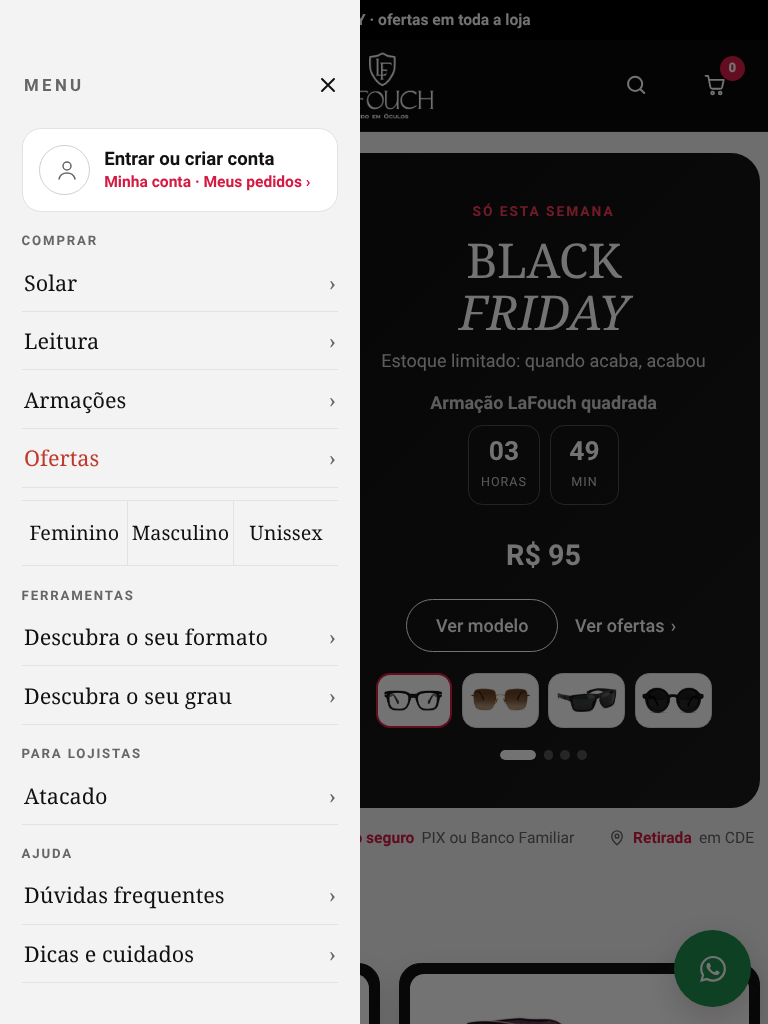 · ofertas em toda a loja
MENU
LF
FOUCH
0
Entrar ou criar conta
Minha conta · Meus pedidos ›
COMPRAR
Solar ›
Leitura ›
Armações ›
Ofertas ›
Feminino Masculino Unissex
FERRAMENTAS
Descubra o seu formato ›
Descubra o seu grau ›
PARA LOJISTAS
Atacado ›
AJUDA
Dúvidas frequentes ›
Dicas e cuidados ›
SÓ ESTA SEMANA
BLACK
FRIDAY
Estoque limitado: quando acaba, acabou
Armação LaFouch quadrada
03 49
HORAS MIN
R$ 95
Ver modelo Ver ofertas ›
seguro PIX ou Banco Familiar Retirada em CDE